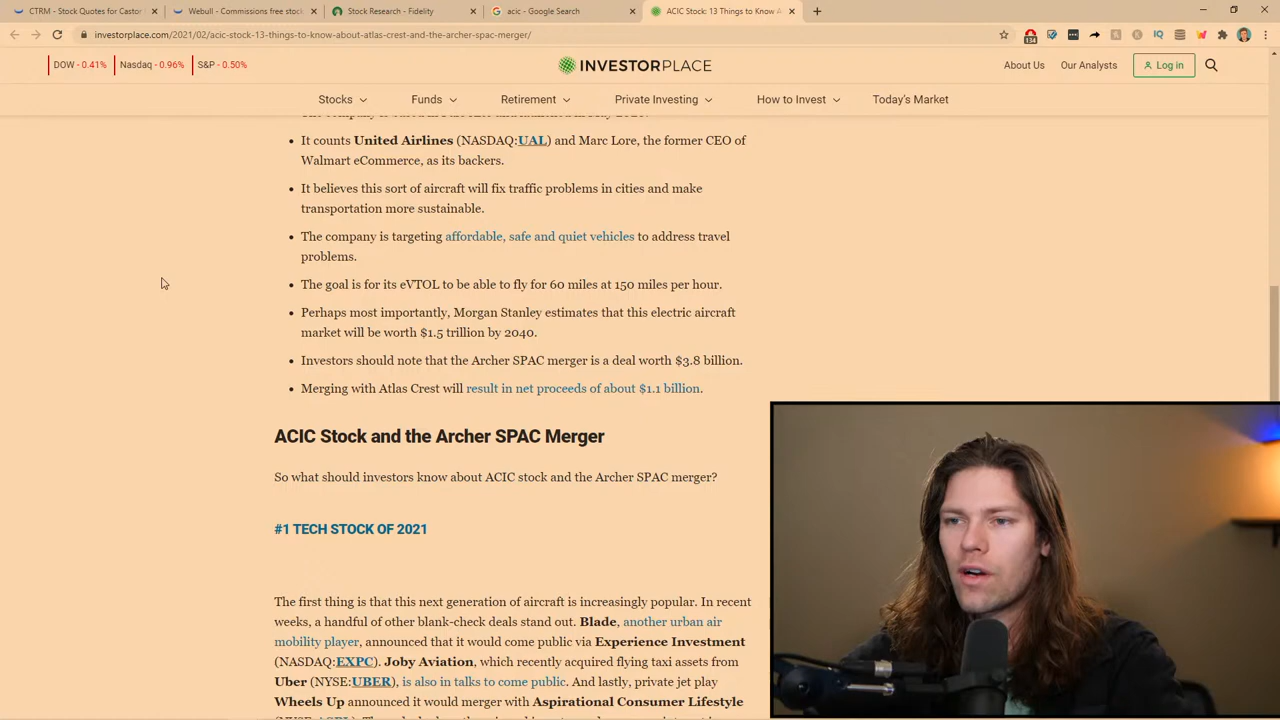 CTRM - Stock Quotes for Castor
Webull - Commissions free stock
Stock Research - Fidelity
acic - Google Search
ACIC Stock: 13 Things to Know A
investorplace.com/2021/02/acic-stock-13-things-to-know-about-atlas-crest-and-the-archer-spac-merger/
134
IQ
DOW - 0.41%
Nasdaq - 0.96%
S&P - 0.50%
INVESTORPLACE
About Us
Our Analysts
Log in
Stocks
Funds
Retirement
Private Investing
How to Invest
Today's Market
• It counts United Airlines (NASDAQ:UAL) and Marc Lore, the former CEO of
Walmart eCommerce, as its backers.
• It believes this sort of aircraft will fix traffic problems in cities and make
transportation more sustainable.
• The company is targeting affordable, safe and quiet vehicles to address travel
problems.
• The goal is for its eVTOL to be able to fly for 60 miles at 150 miles per hour.
• Perhaps most importantly, Morgan Stanley estimates that this electric aircraft
market will be worth $1.5 trillion by 2040.
• Investors should note that the Archer SPAC merger is a deal worth $3.8 billion.
• Merging with Atlas Crest will result in net proceeds of about $1.1 billion.
ACIC Stock and the Archer SPAC Merger
So what should investors know about ACIC stock and the Archer SPAC merger?
#1 TECH STOCK OF 2021
The first thing is that this next generation of aircraft is increasingly popular. In recent
weeks, a handful of other blank-check deals stand out. Blade, another urban air
mobility player, announced that it would come public via Experience Investment
(NASDAQ:EXPC). Joby Aviation, which recently acquired flying taxi assets from
Uber (NYSE:UBER), is also in talks to come public. And lastly, private jet play
Wheels Up announced it would merger with Aspirational Consumer Lifestyle